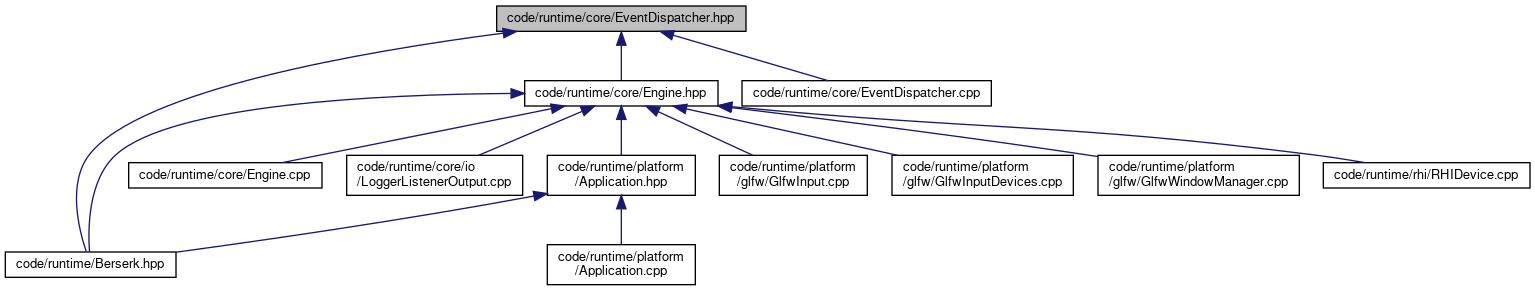 code/runtime/core/EventDispatcher.hpp
code/runtime/core/Engine.hpp
code/runtime/core/EventDispatcher.cpp
code/runtime/core/Engine.cpp
code/runtime/core/io
/LoggerListenerOutput.cpp
code/runtime/platform
/Application.hpp
code/runtime/platform
/glfw/GlfwInput.cpp
code/runtime/platform
/glfw/GlfwInputDevices.cpp
code/runtime/platform
/glfw/GlfwWindowManager.cpp
code/runtime/rhi/RHIDevice.cpp
code/runtime/Berserk.hpp
code/runtime/platform
/Application.cpp